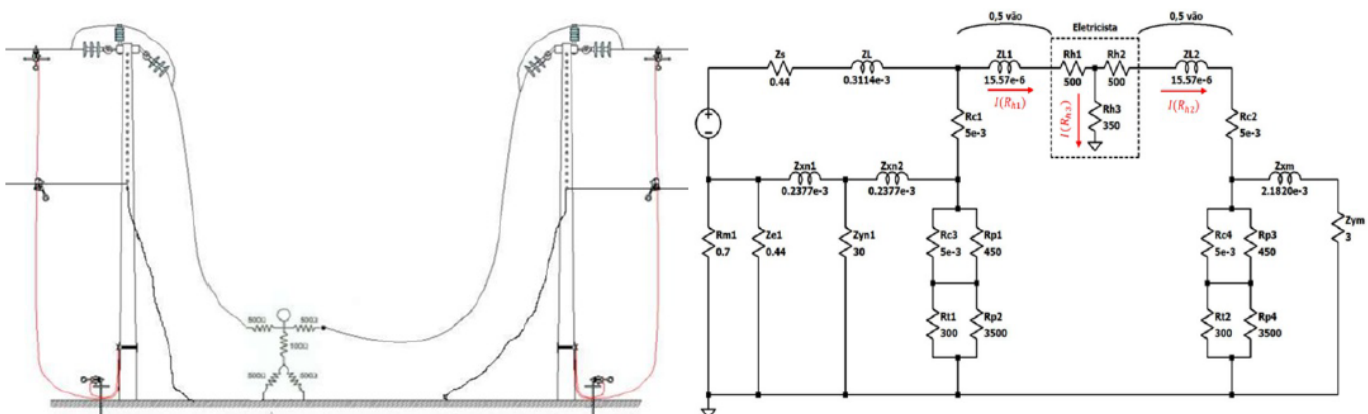 500Ω
500Ω
100Ω
500Ω
500Ω
0,5 vão
0,5 vão
Eletricista
Zs
0.44
ZL
0.3114e-3
ZL1
15.57e-6
Rh1
500
Rh2
500
ZL2
15.57e-6
I(Rh1)
I(Rh3)
Rh3
350
I(Rh2)
Rc1
5e-3
Rc2
5e-3
Zxn1
0.2377e-3
Zxn2
0.2377e-3
Zxm
2.1820e-3
Rm1
0.7
Ze1
0.44
Zyn1
30
Rc3
5e-3
Rp1
450
Rc4
5e-3
Rp3
450
Zym
3
Rt1
300
Rp2
3500
Rt2
300
Rp4
3500